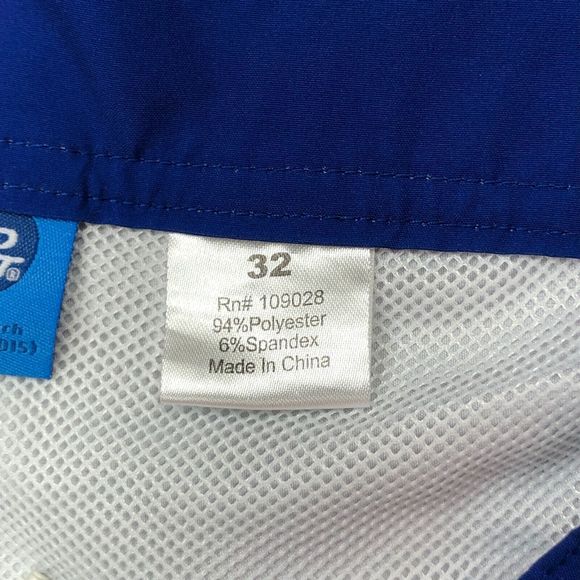 32
Rn# 109028
94%Polyester
6%Spandex
Made In China